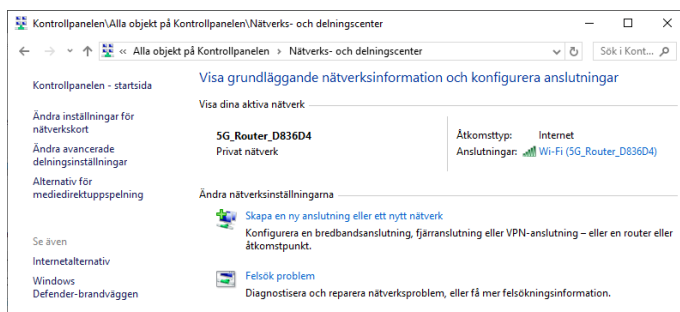 Kontrollpanelen\Alla objekt på Kontrollpanelen\Nätverks- och delningscenter
« Alla objekt på Kontrollpanelen › Nätverks- och delningscenter
Sök i Kont...
Kontrollpanelen - startsida
Ändra inställningar för
nätverkskort
Ändra avancerade
delningsinställningar
Alternativ för
mediedirektuppspelning
Se även
Internetalternativ
Windows
Defender-brandväggen
Visa grundläggande nätverksinformation och konfigurera anslutningar
Visa dina aktiva nätverk
5G_Router_D836D4
Privat nätverk
Åtkomsttyp: Internet
Anslutningar: Wi-Fi (5G_Router_D836D4)
Ändra nätverksinställningarna
Skapa en ny anslutning eller ett nytt nätverk
Konfigurera en bredbandsanslutning, fjärranslutning eller VPN-anslutning – eller en router eller
åtkomstpunkt.
Felsök problem
Diagnostisera och reparera nätverksproblem, eller få mer felsökningsinformation.